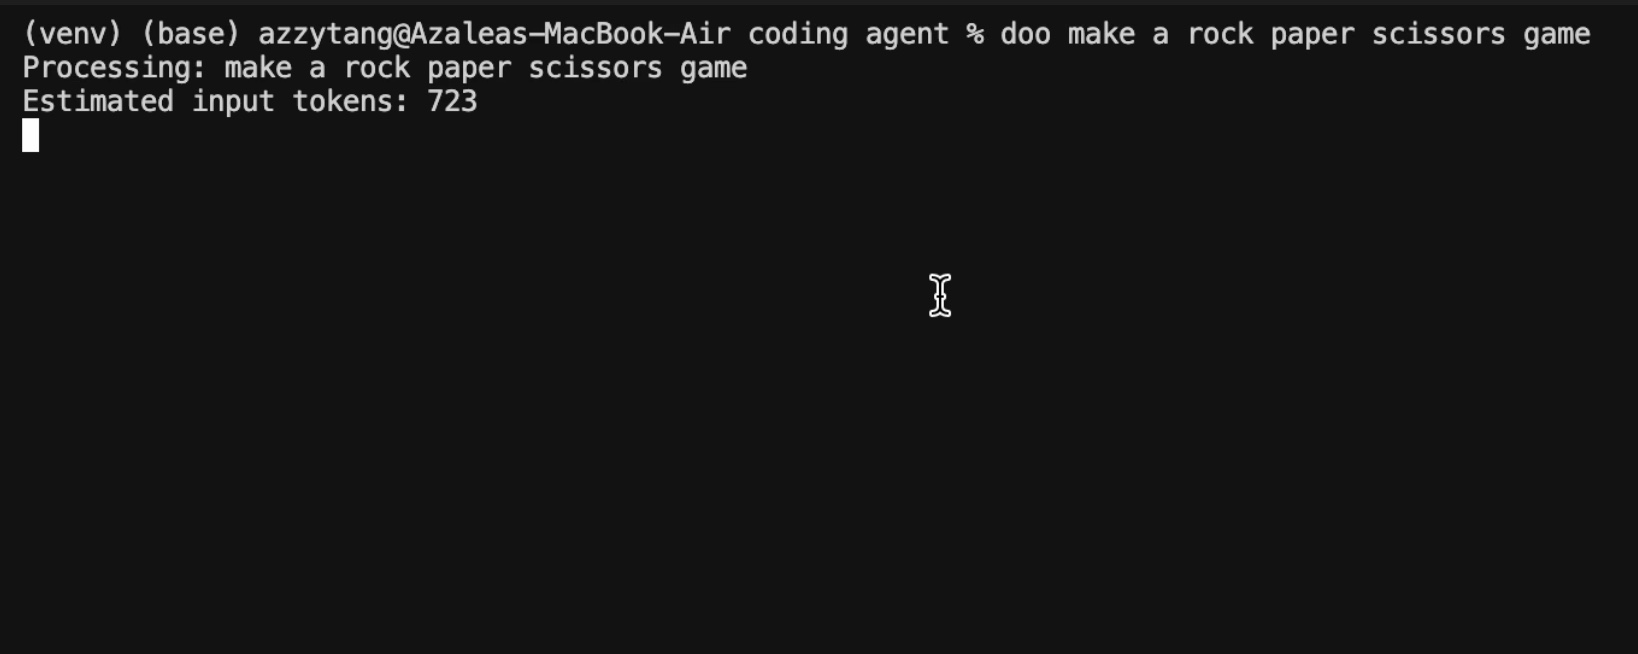 (venv) (base) azzytang@Azaleas-MacBook-Air coding agent % doo make a rock paper scissors game
Processing: make a rock paper scissors game
Estimated input tokens: 723